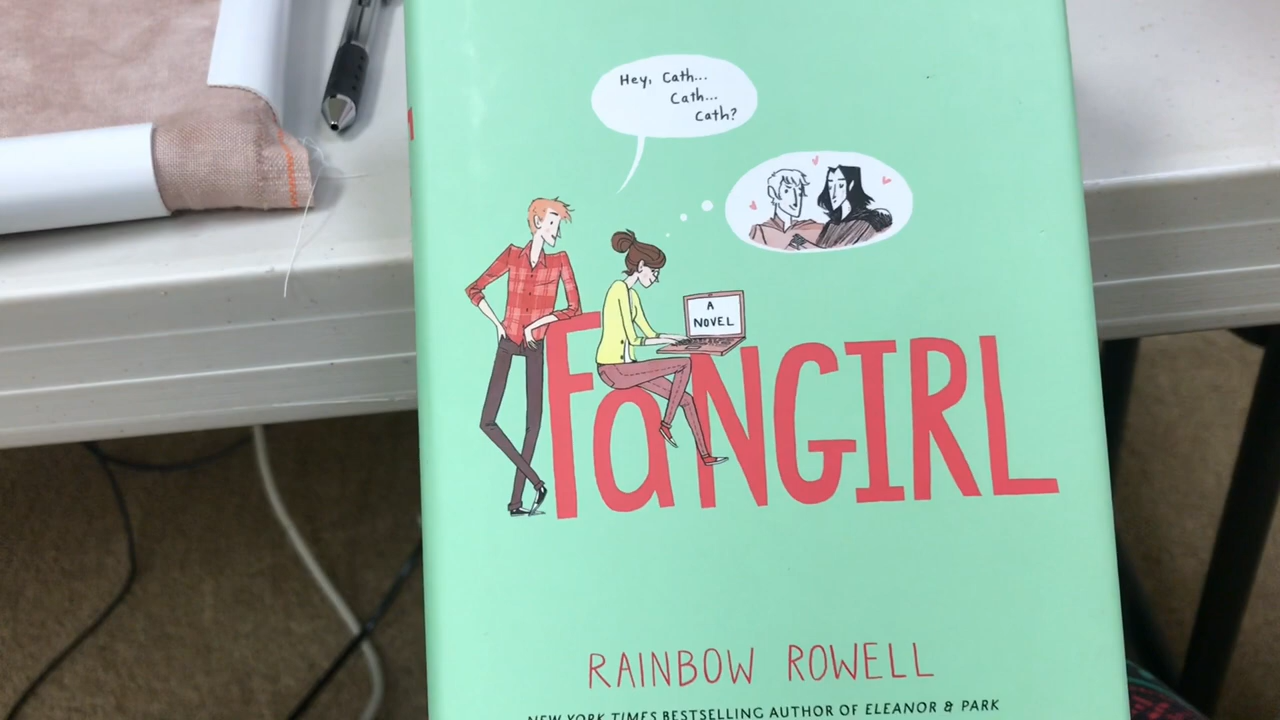 Hey, Cath...
Cath...
Cath?
A
NOVEL
FaNGIRL
RAINBOW ROWELL
NEW YORK TIMES BESTSELLING AUTHOR OF ELEANOR & PARK